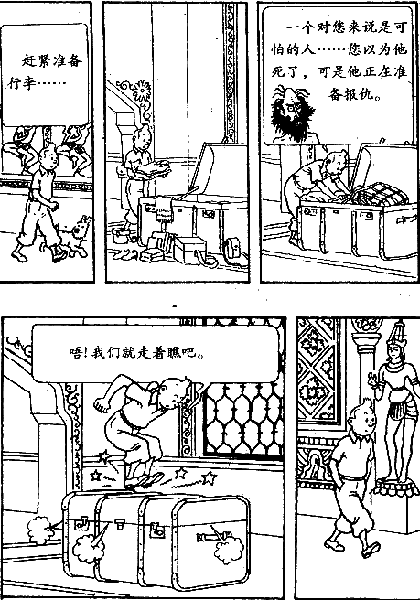 赶紧准备
行李……
一个对您来说是可
怕的人……您以为他
死了，可是他正在准
备报仇。
唔!我们就走着瞧吧。